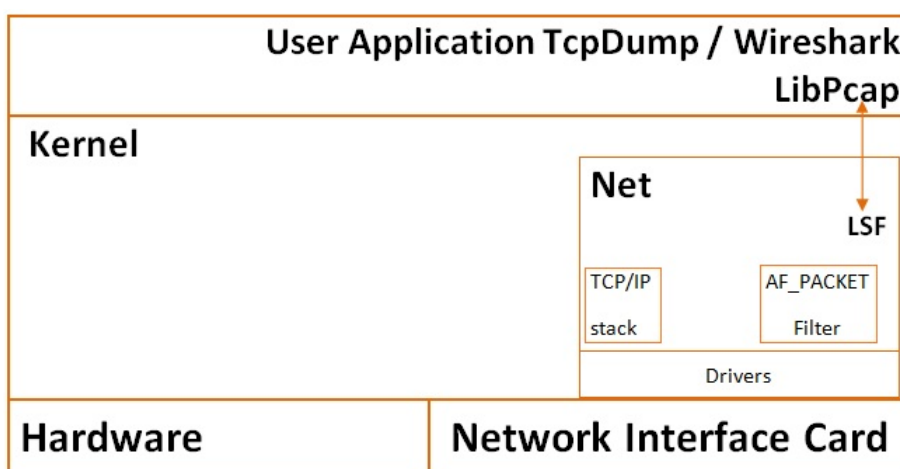 User Application TcpDump / Wireshark
LibPcap
Kernel
Net
LSF
TCP/IP
stack
AF_PACKET
Filter
Drivers
Hardware
Network Interface Card